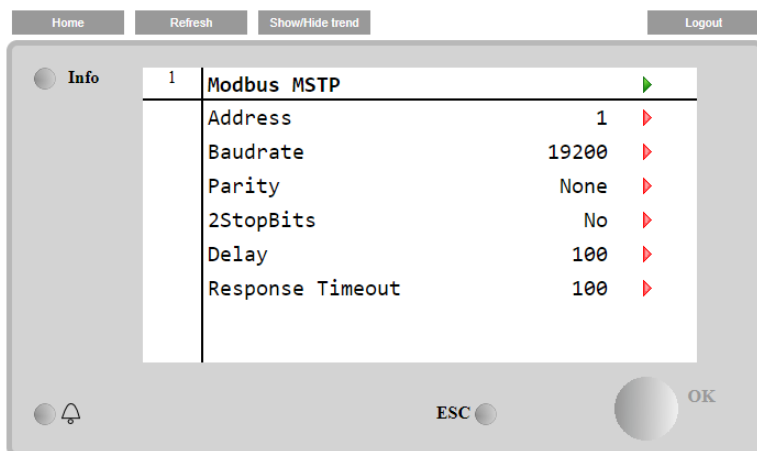 Home Refresh Show/Hide trend Logout
Info
1 Modbus MSTP
Address 1
Baudrate 19200
Parity None
2StopBits No
Delay 100
Response Timeout 100
ESC OK